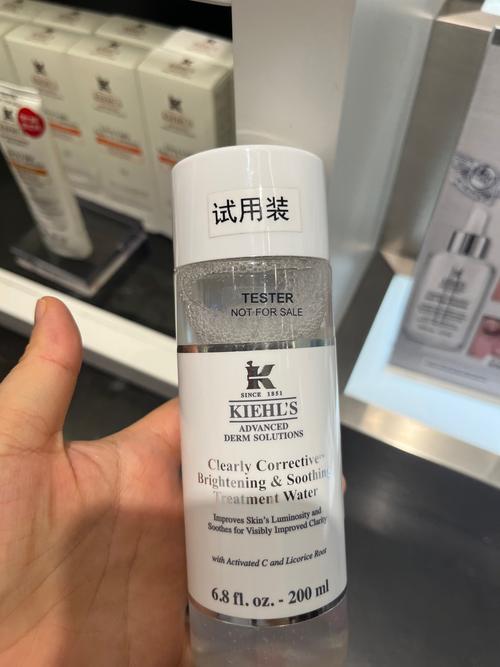 试用装
TESTER
NOT FOR SALE
K
SINCE 1851
KIEHL'S
ADVANCED
DERM SOLUTIONS
Clearly Corrective
Brightening & Soothing
Treatment Water
Improves Skin's Luminosity and
Soothes for Visibly Improved Clarity
with Activated C and Licorice Root
6.8 fl. oz. - 200 ml